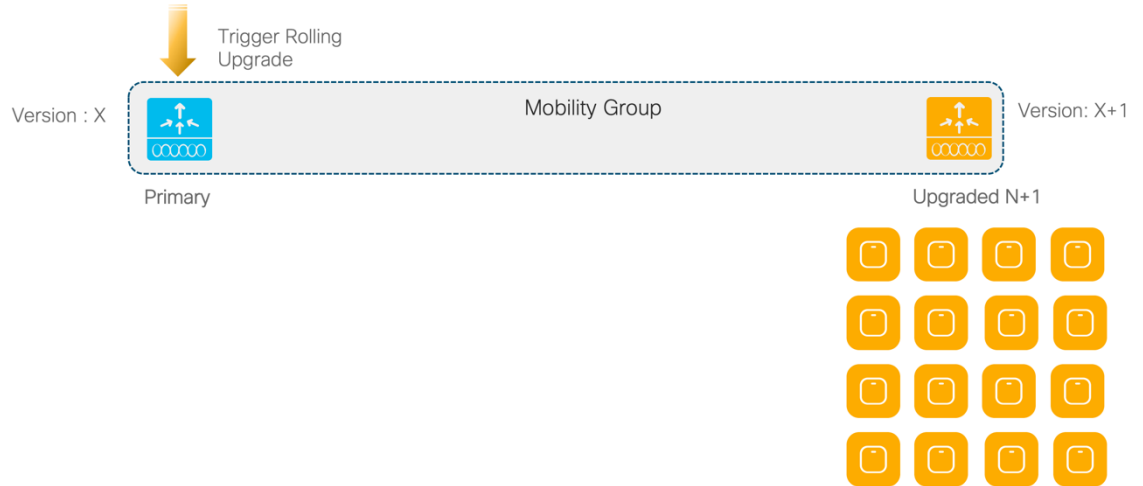 Trigger Rolling
Upgrade
Version : X
Mobility Group
Version: X+1
Primary
Upgraded N+1